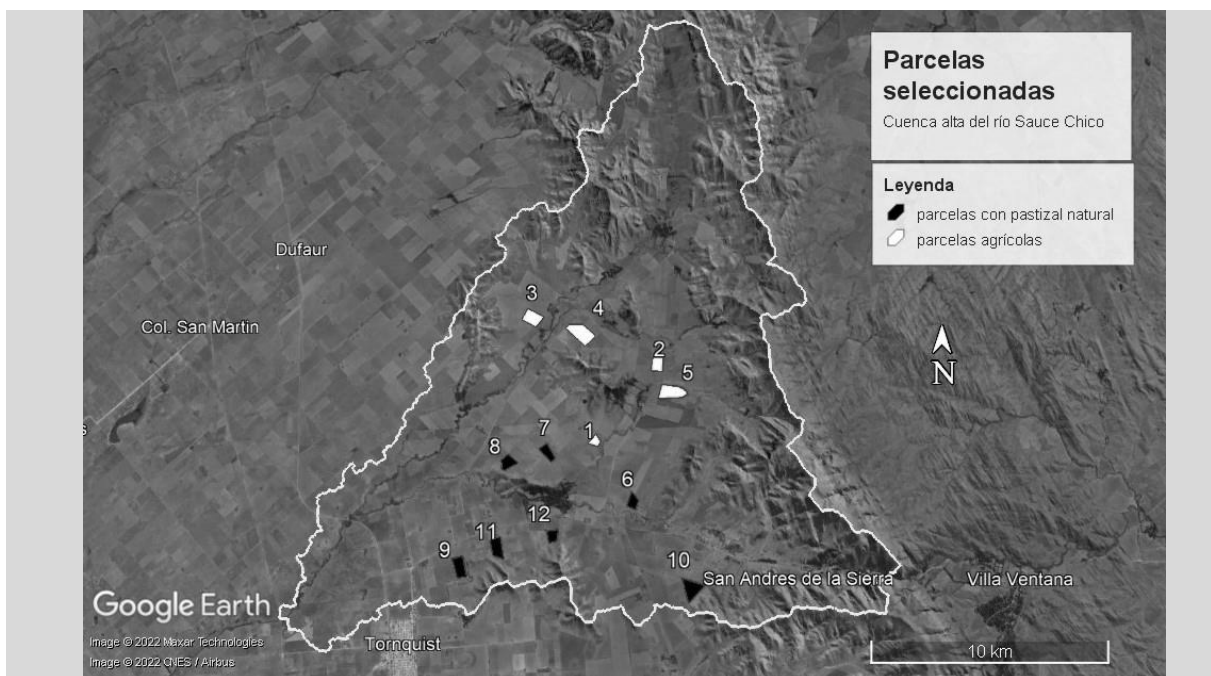 Parcelas
seleccionadas
Cuenca alta del río Sauce Chico
Leyenda
parcelas con pastizal natural
parcelas agrícolas
Dufaur
Col. San Martin
3
4
2
5
1
7
8
6
12
11
9
10
N
San Andres de la Sierra
Villa Ventana
Google Earth
Tornquist
Image © 2022 Maxar Technologies
Image © 2022 CNES / Airbus
10 km